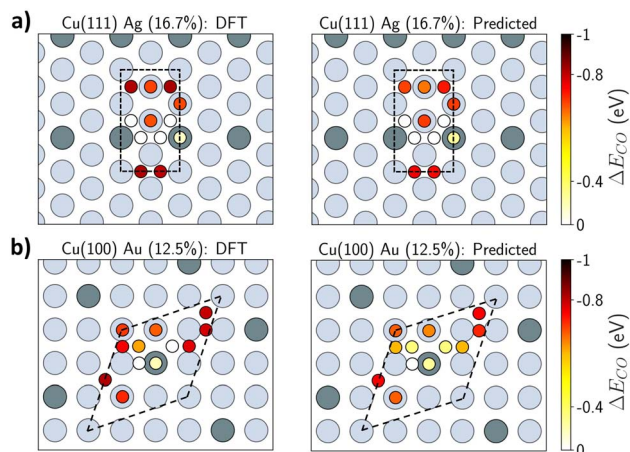 a)
Cu(111) Ag (16.7%): DFT
Cu(111) Ag (16.7%): Predicted
-1
-0.8
-0.4
0
ΔE_CO (eV)
b)
Cu(100) Au (12.5%): DFT
Cu(100) Au (12.5%): Predicted
-1
-0.8
-0.4
0
ΔE_CO (eV)